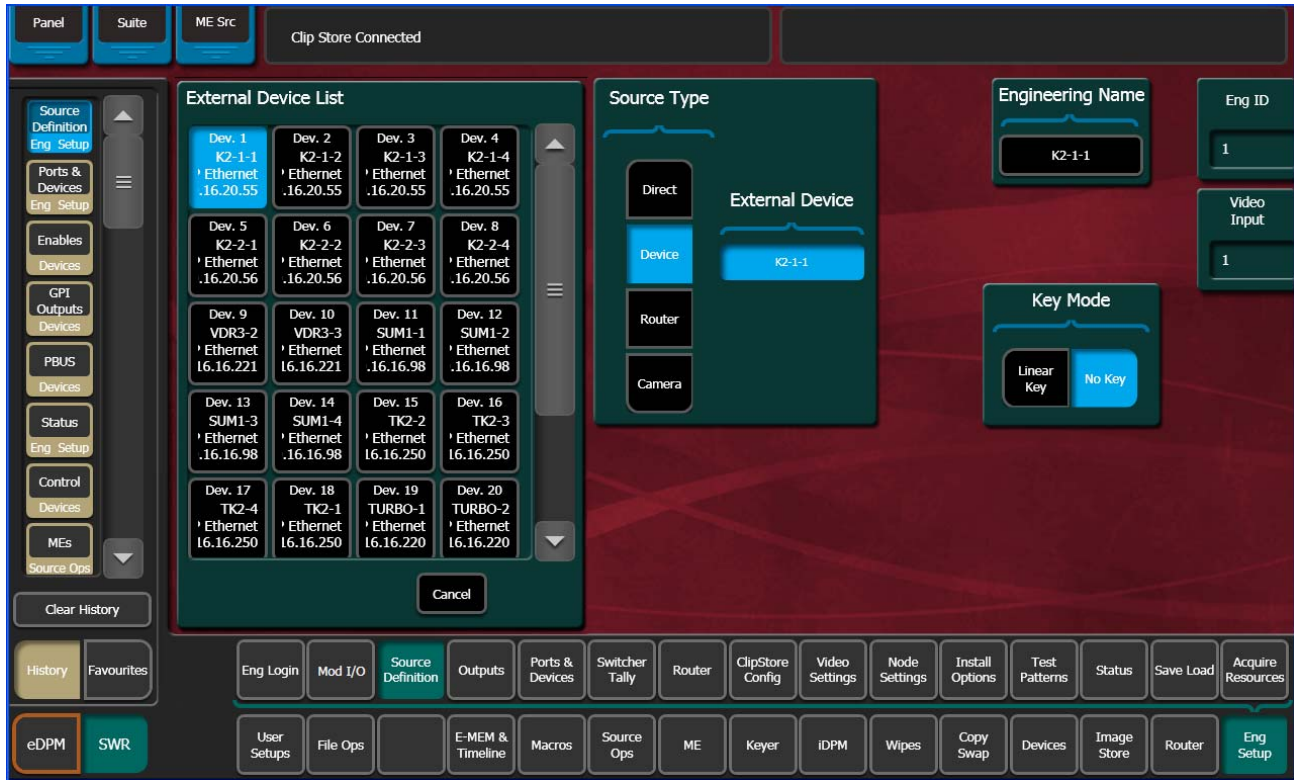 Panel
Suite
ME Src
Clip Store Connected
Source
Definition
Eng Setup
Ports &
Devices
Eng Setup
Enables
Devices
GPI
Outputs
Devices
PBUS
Devices
Status
Eng Setup
Control
Devices
MEs
Source Ops
Clear History
History
Favourites
eDPM
SWR
External Device List
Dev. 1
K2-1-1
Ethernet
.16.20.55
Dev. 2
K2-1-2
Ethernet
.16.20.55
Dev. 3
K2-1-3
Ethernet
.16.20.55
Dev. 4
K2-1-4
Ethernet
.16.20.55
Dev. 5
K2-2-1
Ethernet
.16.20.56
Dev. 6
K2-2-2
Ethernet
.16.20.56
Dev. 7
K2-2-3
Ethernet
.16.20.56
Dev. 8
K2-2-4
Ethernet
.16.20.56
Dev. 9
VDR3-2
Ethernet
16.16.221
Dev. 10
VDR3-3
Ethernet
16.16.221
Dev. 11
SUM1-1
Ethernet
.16.16.98
Dev. 12
SUM1-2
Ethernet
.16.16.98
Dev. 13
SUM1-3
Ethernet
.16.16.98
Dev. 14
SUM1-4
Ethernet
.16.16.98
Dev. 15
TK2-2
Ethernet
16.16.250
Dev. 16
TK2-3
Ethernet
16.16.250
Dev. 17
TK2-4
Ethernet
16.16.250
Dev. 18
TK2-1
Ethernet
16.16.250
Dev. 19
TURBO-1
Ethernet
16.16.220
Dev. 20
TURBO-2
Ethernet
16.16.220
Cancel
Source Type
Direct
Device
Router
Camera
External Device
K2-1-1
Engineering Name
K2-1-1
Eng ID
1
Video
Input
1
Key Mode
Linear
Key
No Key
Eng Login
Mod I/O
Source
Definition
Outputs
Ports &
Devices
Switcher
Tally
Router
ClipStore
Config
Video
Settings
Node
Settings
Install
Options
Test
Patterns
Status
Save Load
Acquire
Resources
User
Setups
File Ops
E-MEM &
Timeline
Macros
Source
Ops
ME
Keyer
iDPM
Wipes
Copy
Swap
Devices
Image
Store
Router
Eng
Setup